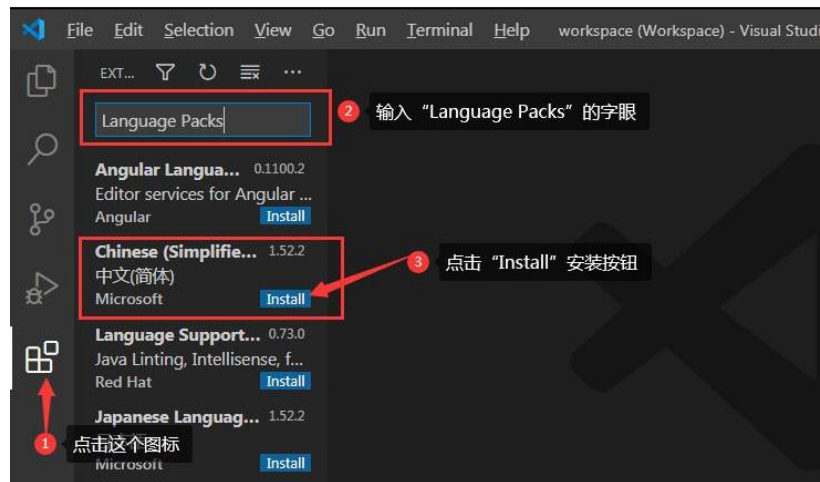 File Edit Selection View Go Run Terminal Help workspace (Workspace) - Visual Studi
EXT...
Language Packs
2 输入 “Language Packs” 的字眼
Angular Langua... 0.1100.2
Editor services for Angular ...
Angular Install
Chinese (Simplifie... 1.52.2
中文(简体)
Microsoft Install
3 点击 “Install” 安装按钮
Language Support... 0.73.0
Java Linting, Intellisense, f...
Red Hat Install
Japanese Languag... 1.52.2
1 点击这个图标
Microsoft Install